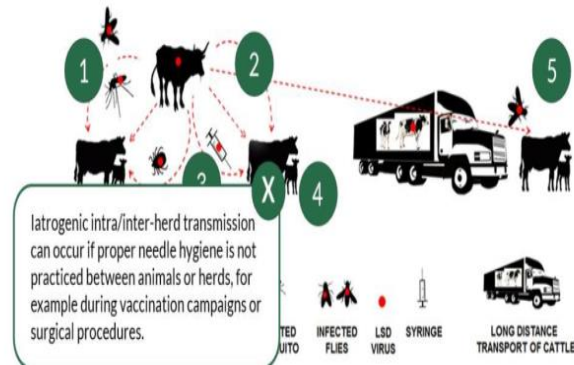 1
2
5
3
X
4
Iatrogenic intra/inter-herd transmission
can occur if proper needle hygiene is not
practiced between animals or herds, for
example during vaccination campaigns or
surgical procedures.
INFECTED
FLIES
LSD
VIRUS
SYRINGE
LONG DISTANCE
TRANSPORT OF CATTLE